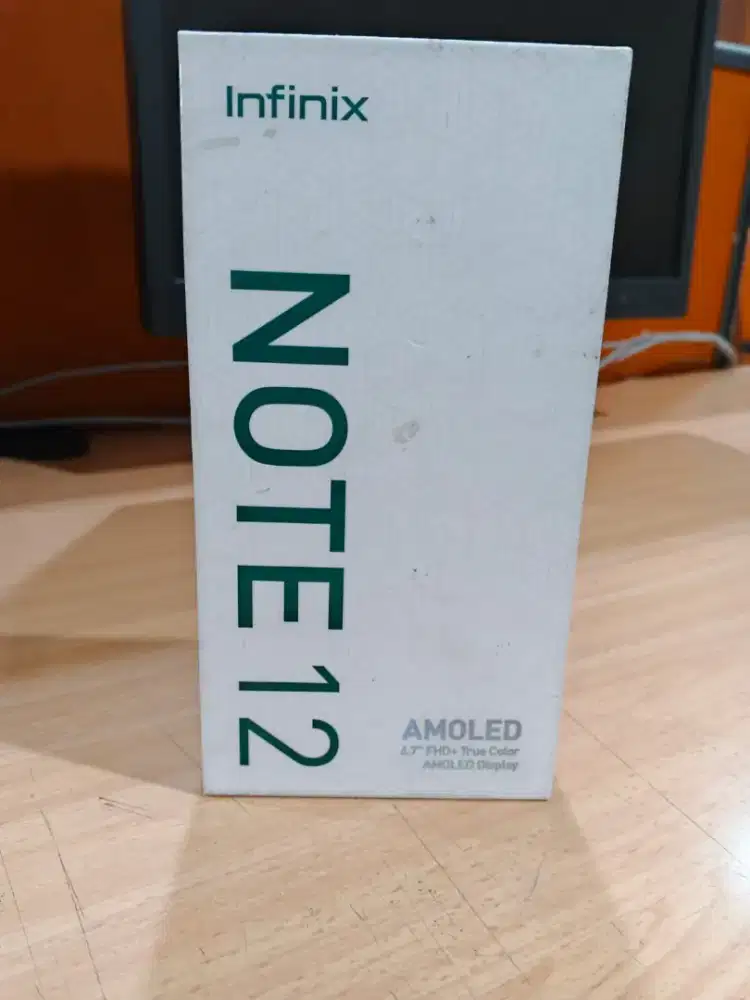 Infinix
NOTE 12
AMOLED
6.7" FHD+ True Color
AMOLED Display